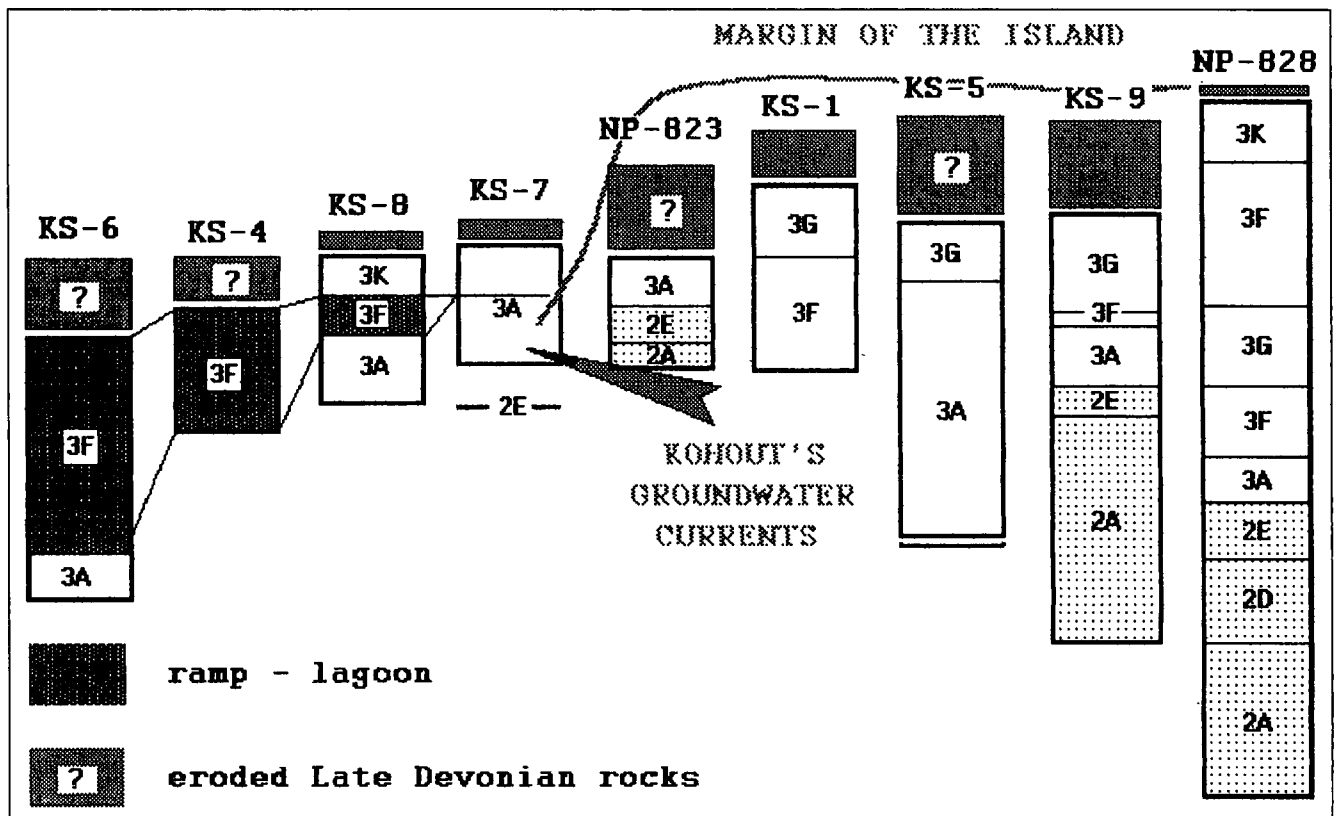 MARGIN OF THE ISLAND
NP-828
KS=5
KS-9
KS-1
NP-823
KS-7
KS-8
KS-4
KS-6
?
3F
3A
?
3F
3K
3F
3A
3A
2E
?
3A
2E
2A
3G
3F
?
3G
3A
3G
3F
3A
2E
2A
3K
3F
3G
3F
3A
2E
2D
2A
KOHOUT'S
GROUNDWATER
CURRENTS
ramp - lagoon
? eroded Late Devonian rocks